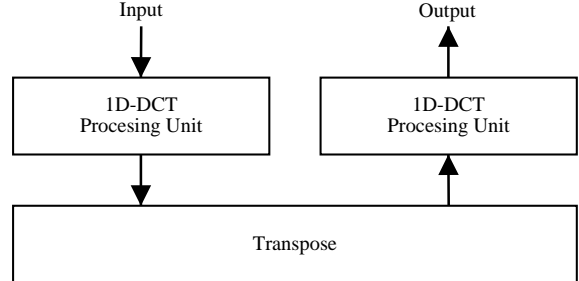 Input
Output
1D-DCT
Procesing Unit
1D-DCT
Procesing Unit
Transpose